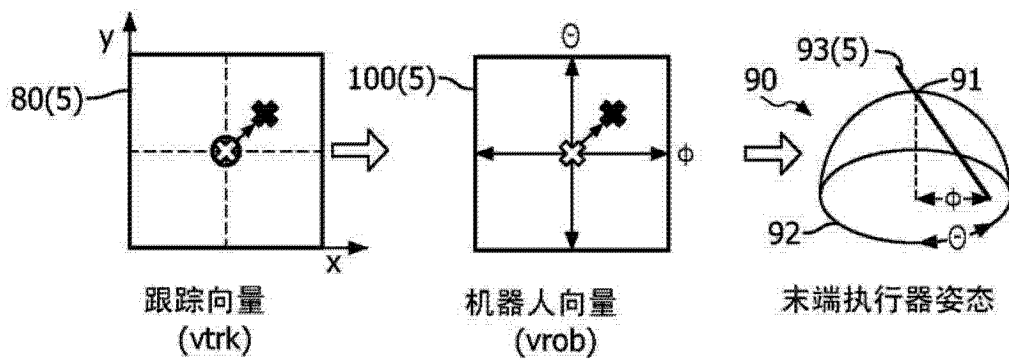 y
80(5)
x
跟踪向量
(vtrk)
Θ
100(5)
ϕ
机器人向量
(vrob)
93(5)
90
91
ϕ
92
Θ
末端执行器姿态